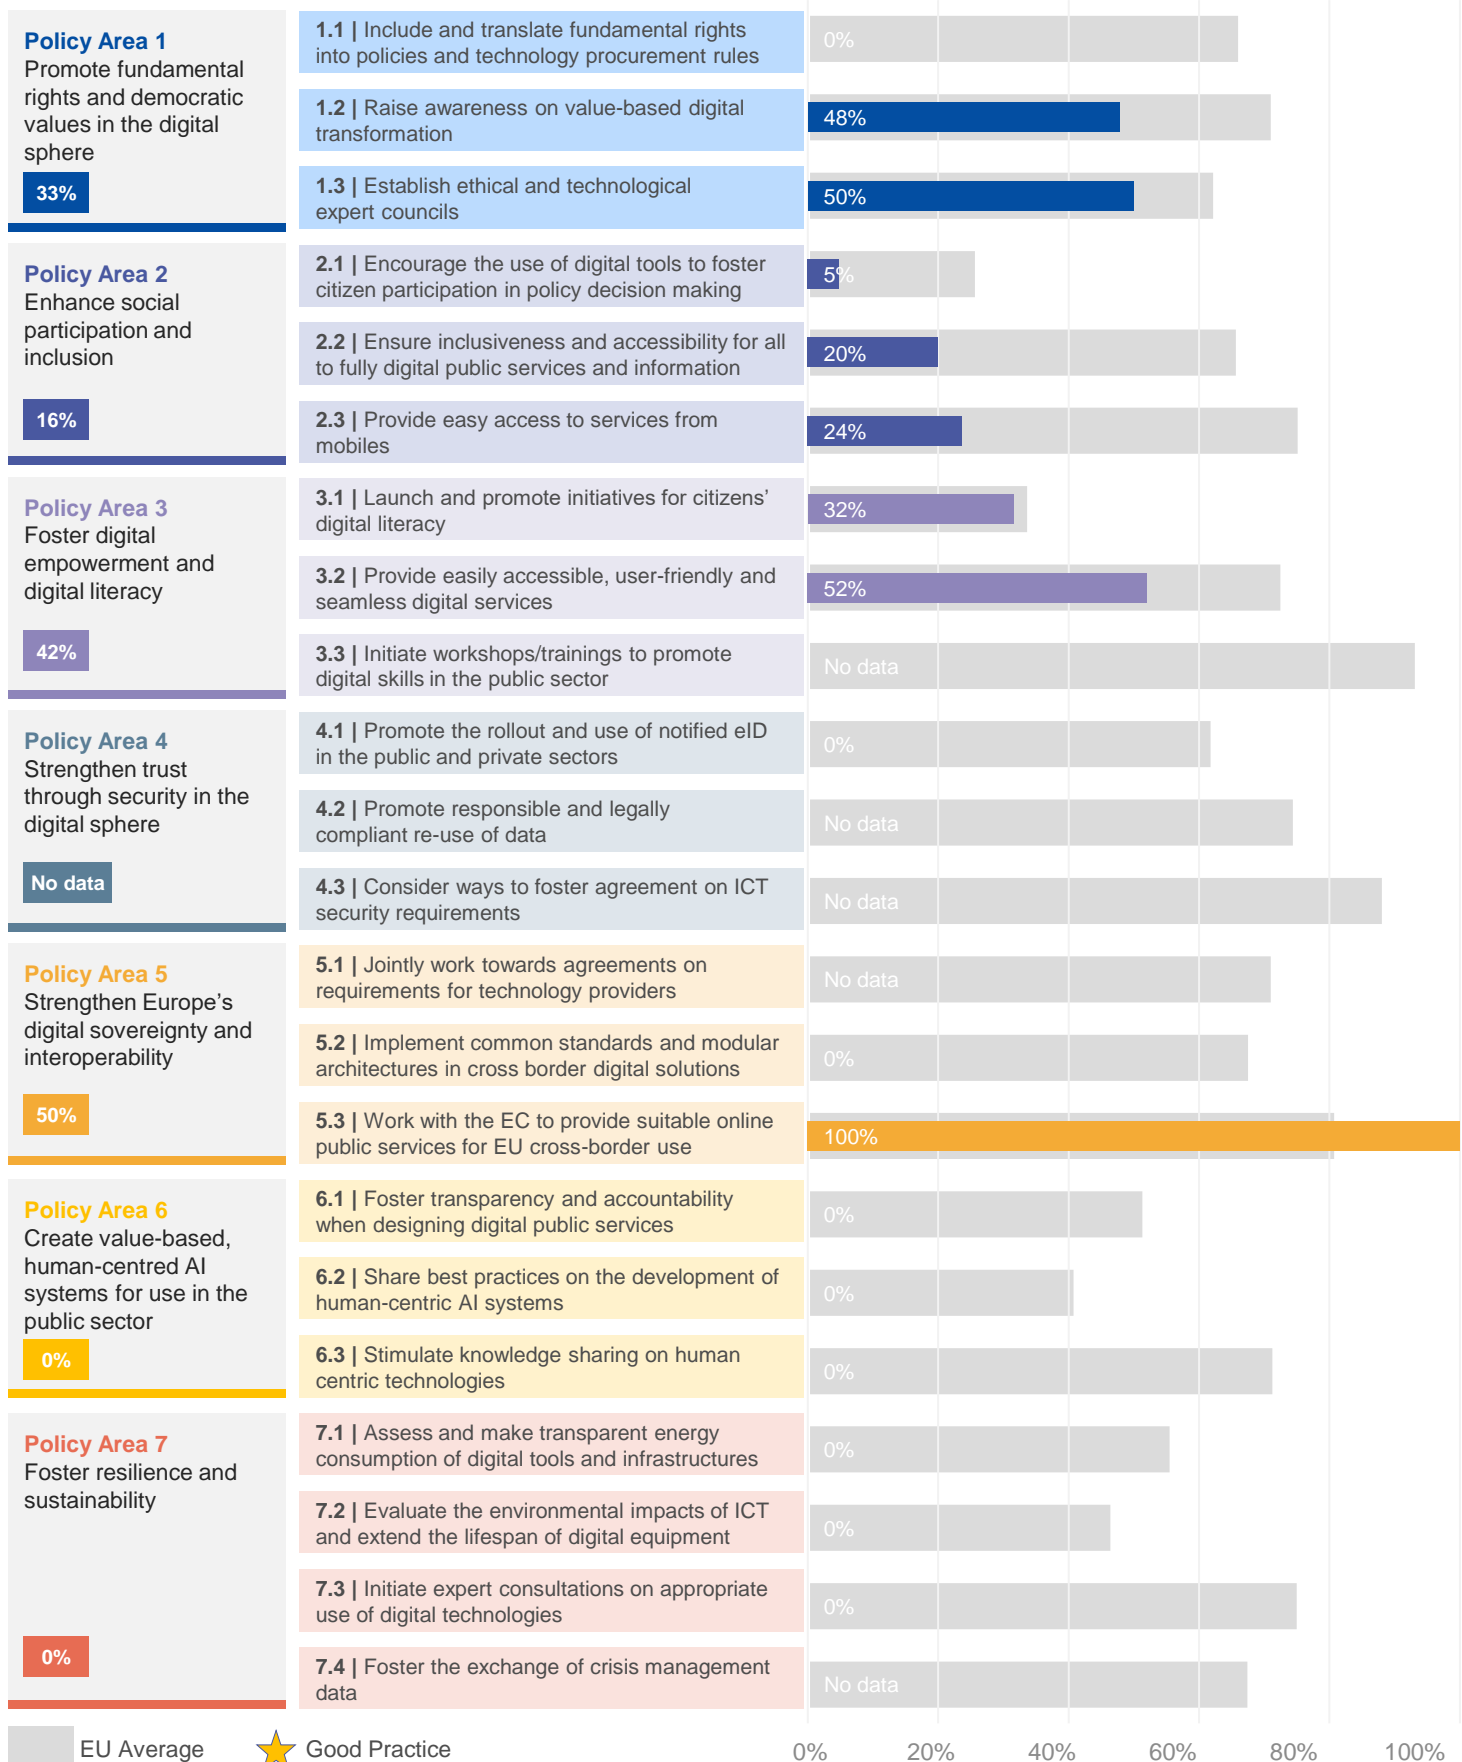 Policy Area 1
Promote fundamental
rights and democratic
values in the digital
sphere
33%
1.1 | Include and translate fundamental rights
into policies and technology procurement rules
0%
1.2 | Raise awareness on value-based digital
transformation
48%
1.3 | Establish ethical and technological
expert councils
50%
Policy Area 2
Enhance social
participation and
inclusion
16%
2.1 | Encourage the use of digital tools to foster
citizen participation in policy decision making
5%
2.2 | Ensure inclusiveness and accessibility for all
to fully digital public services and information
20%
2.3 | Provide easy access to services from
mobiles
24%
Policy Area 3
Foster digital
empowerment and
digital literacy
42%
3.1 | Launch and promote initiatives for citizens’
digital literacy
32%
3.2 | Provide easily accessible, user-friendly and
seamless digital services
52%
3.3 | Initiate workshops/trainings to promote
digital skills in the public sector
No data
Policy Area 4
Strengthen trust
through security in the
digital sphere
No data
4.1 | Promote the rollout and use of notified eID
in the public and private sectors
0%
4.2 | Promote responsible and legally
compliant re-use of data
No data
4.3 | Consider ways to foster agreement on ICT
security requirements
No data
Policy Area 5
Strengthen Europe’s
digital sovereignty and
interoperability
50%
5.1 | Jointly work towards agreements on
requirements for technology providers
No data
5.2 | Implement common standards and modular
architectures in cross border digital solutions
0%
5.3 | Work with the EC to provide suitable online
public services for EU cross-border use
100%
Policy Area 6
Create value-based,
human-centred AI
systems for use in the
public sector
0%
6.1 | Foster transparency and accountability
when designing digital public services
0%
6.2 | Share best practices on the development of
human-centric AI systems
0%
6.3 | Stimulate knowledge sharing on human
centric technologies
0%
Policy Area 7
Foster resilience and
sustainability
0%
7.1 | Assess and make transparent energy
consumption of digital tools and infrastructures
0%
7.2 | Evaluate the environmental impacts of ICT
and extend the lifespan of digital equipment
0%
7.3 | Initiate expert consultations on appropriate
use of digital technologies
0%
7.4 | Foster the exchange of crisis management
data
No data
EU Average
Good Practice
0% 20% 40% 60% 80% 100%